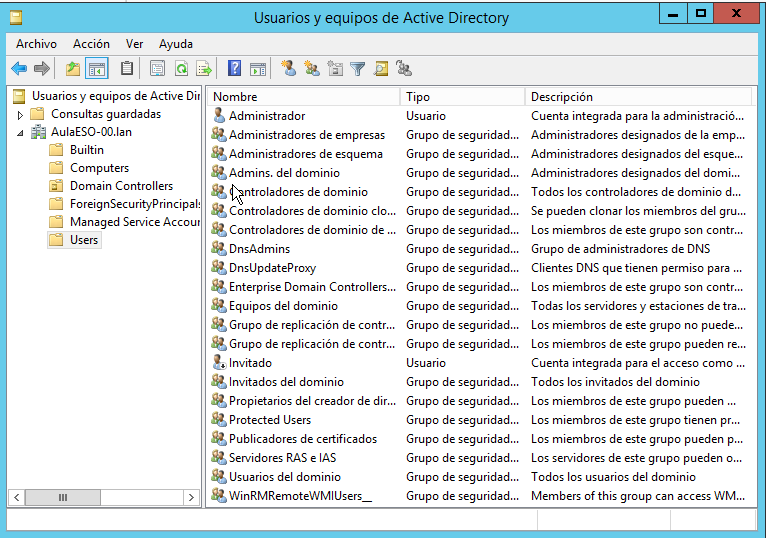 Usuarios y equipos de Active Directory
Archivo Acción Ver Ayuda
Usuarios y equipos de Active Dir
Consultas guardadas
AulaESO-00.lan
Builtin
Computers
Domain Controllers
ForeignSecurityPrincipals
Managed Service Accour
Users
Nombre Tipo Descripción
Administrador Usuario Cuenta integrada para la administració...
Administradores de empresas Grupo de seguridad... Administradores designados de la emp...
Administradores de esquema Grupo de seguridad... Administradores designados del esque...
Admins. del dominio Grupo de seguridad... Administradores designados del domi...
Controladores de dominio Grupo de seguridad... Todos los controladores de dominio d...
Controladores de dominio clo... Grupo de seguridad... Se pueden clonar los miembros del gru...
Controladores de dominio de ... Grupo de seguridad... Los miembros de este grupo son contr...
DnsAdmins Grupo de seguridad... Grupo de administradores de DNS
DnsUpdateProxy Grupo de seguridad... Clientes DNS que tienen permiso para ...
Enterprise Domain Controllers... Grupo de seguridad... Los miembros de este grupo son contr...
Equipos del dominio Grupo de seguridad... Todas los servidores y estaciones de tra...
Grupo de replicación de contr... Grupo de seguridad... Los miembros de este grupo no puede...
Grupo de replicación de contr... Grupo de seguridad... Los miembros de este grupo pueden re...
Invitado Usuario Cuenta integrada para el acceso como ...
Invitados del dominio Grupo de seguridad... Todos los invitados del dominio
Propietarios del creador de dir... Grupo de seguridad... Los miembros de este grupo pueden ...
Protected Users Grupo de seguridad... Los miembros de este grupo tienen pr...
Publicadores de certificados Grupo de seguridad... Los miembros de este grupo pueden p...
Servidores RAS e IAS Grupo de seguridad... Los servidores de este grupo pueden o...
Usuarios del dominio Grupo de seguridad... Todos los usuarios del dominio
WinRMRemoteWMIUsers__ Grupo de seguridad... Members of this group can access WM...